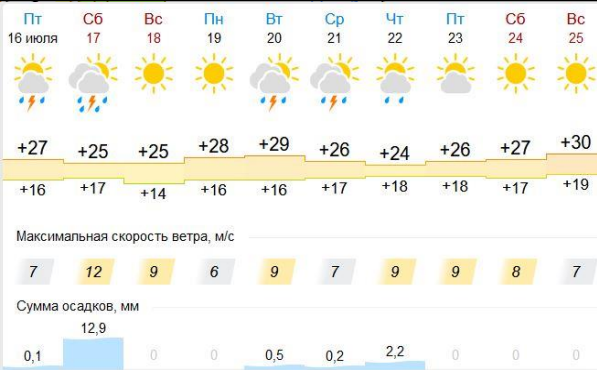 Пт Сб Вс Пн Вт Ср Чт Пт Сб Вс
16 июля 17 18 19 20 21 22 23 24 25
+27 +25 +25 +28 +29 +26 +24 +26 +27 +30
+16 +17 +14 +16 +16 +17 +18 +18 +17 +19
Максимальная скорость ветра, м/с
7 12 9 6 9 7 9 9 8 7
Сумма осадков, мм
0,1 12,9 0 0 0,5 0,2 2,2 0 0 0